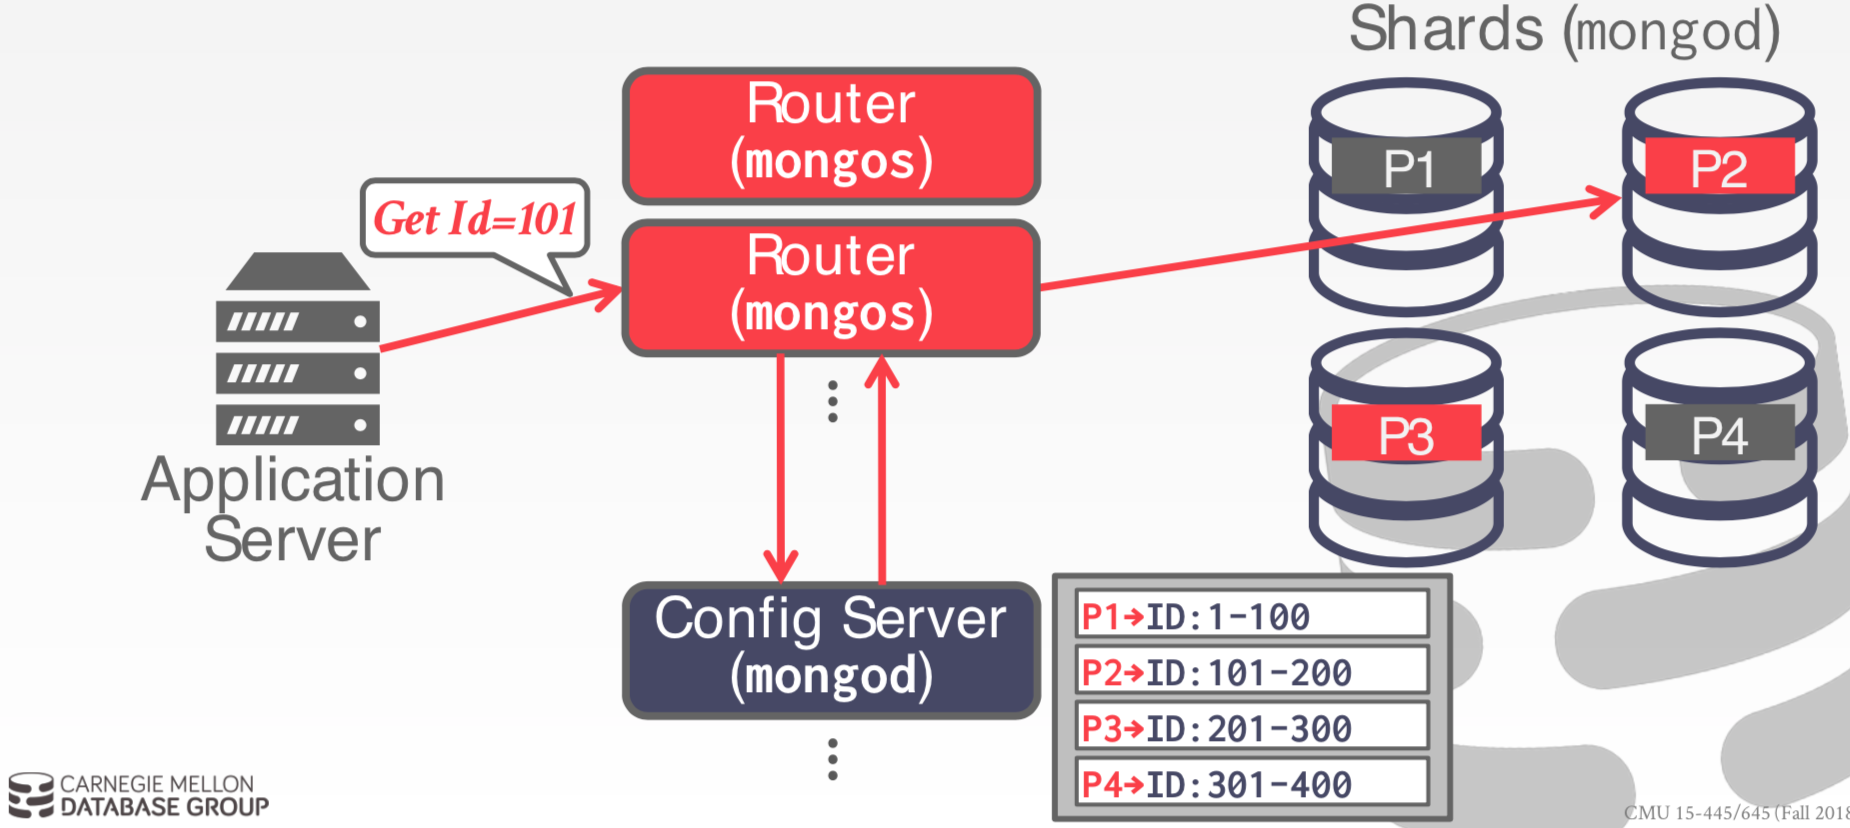 Shards (mongod)
Router
(mongos)
P1
P2
Get Id=101
Router
(mongos)
P3
P4
Application
Server
Config Server
(mongod)
P1→ID:1-100
P2→ID:101-200
P3→ID:201-300
P4→ID:301-400
CARNEGIE MELLON
DATABASE GROUP
CMU 15-445/645 (Fall 2018